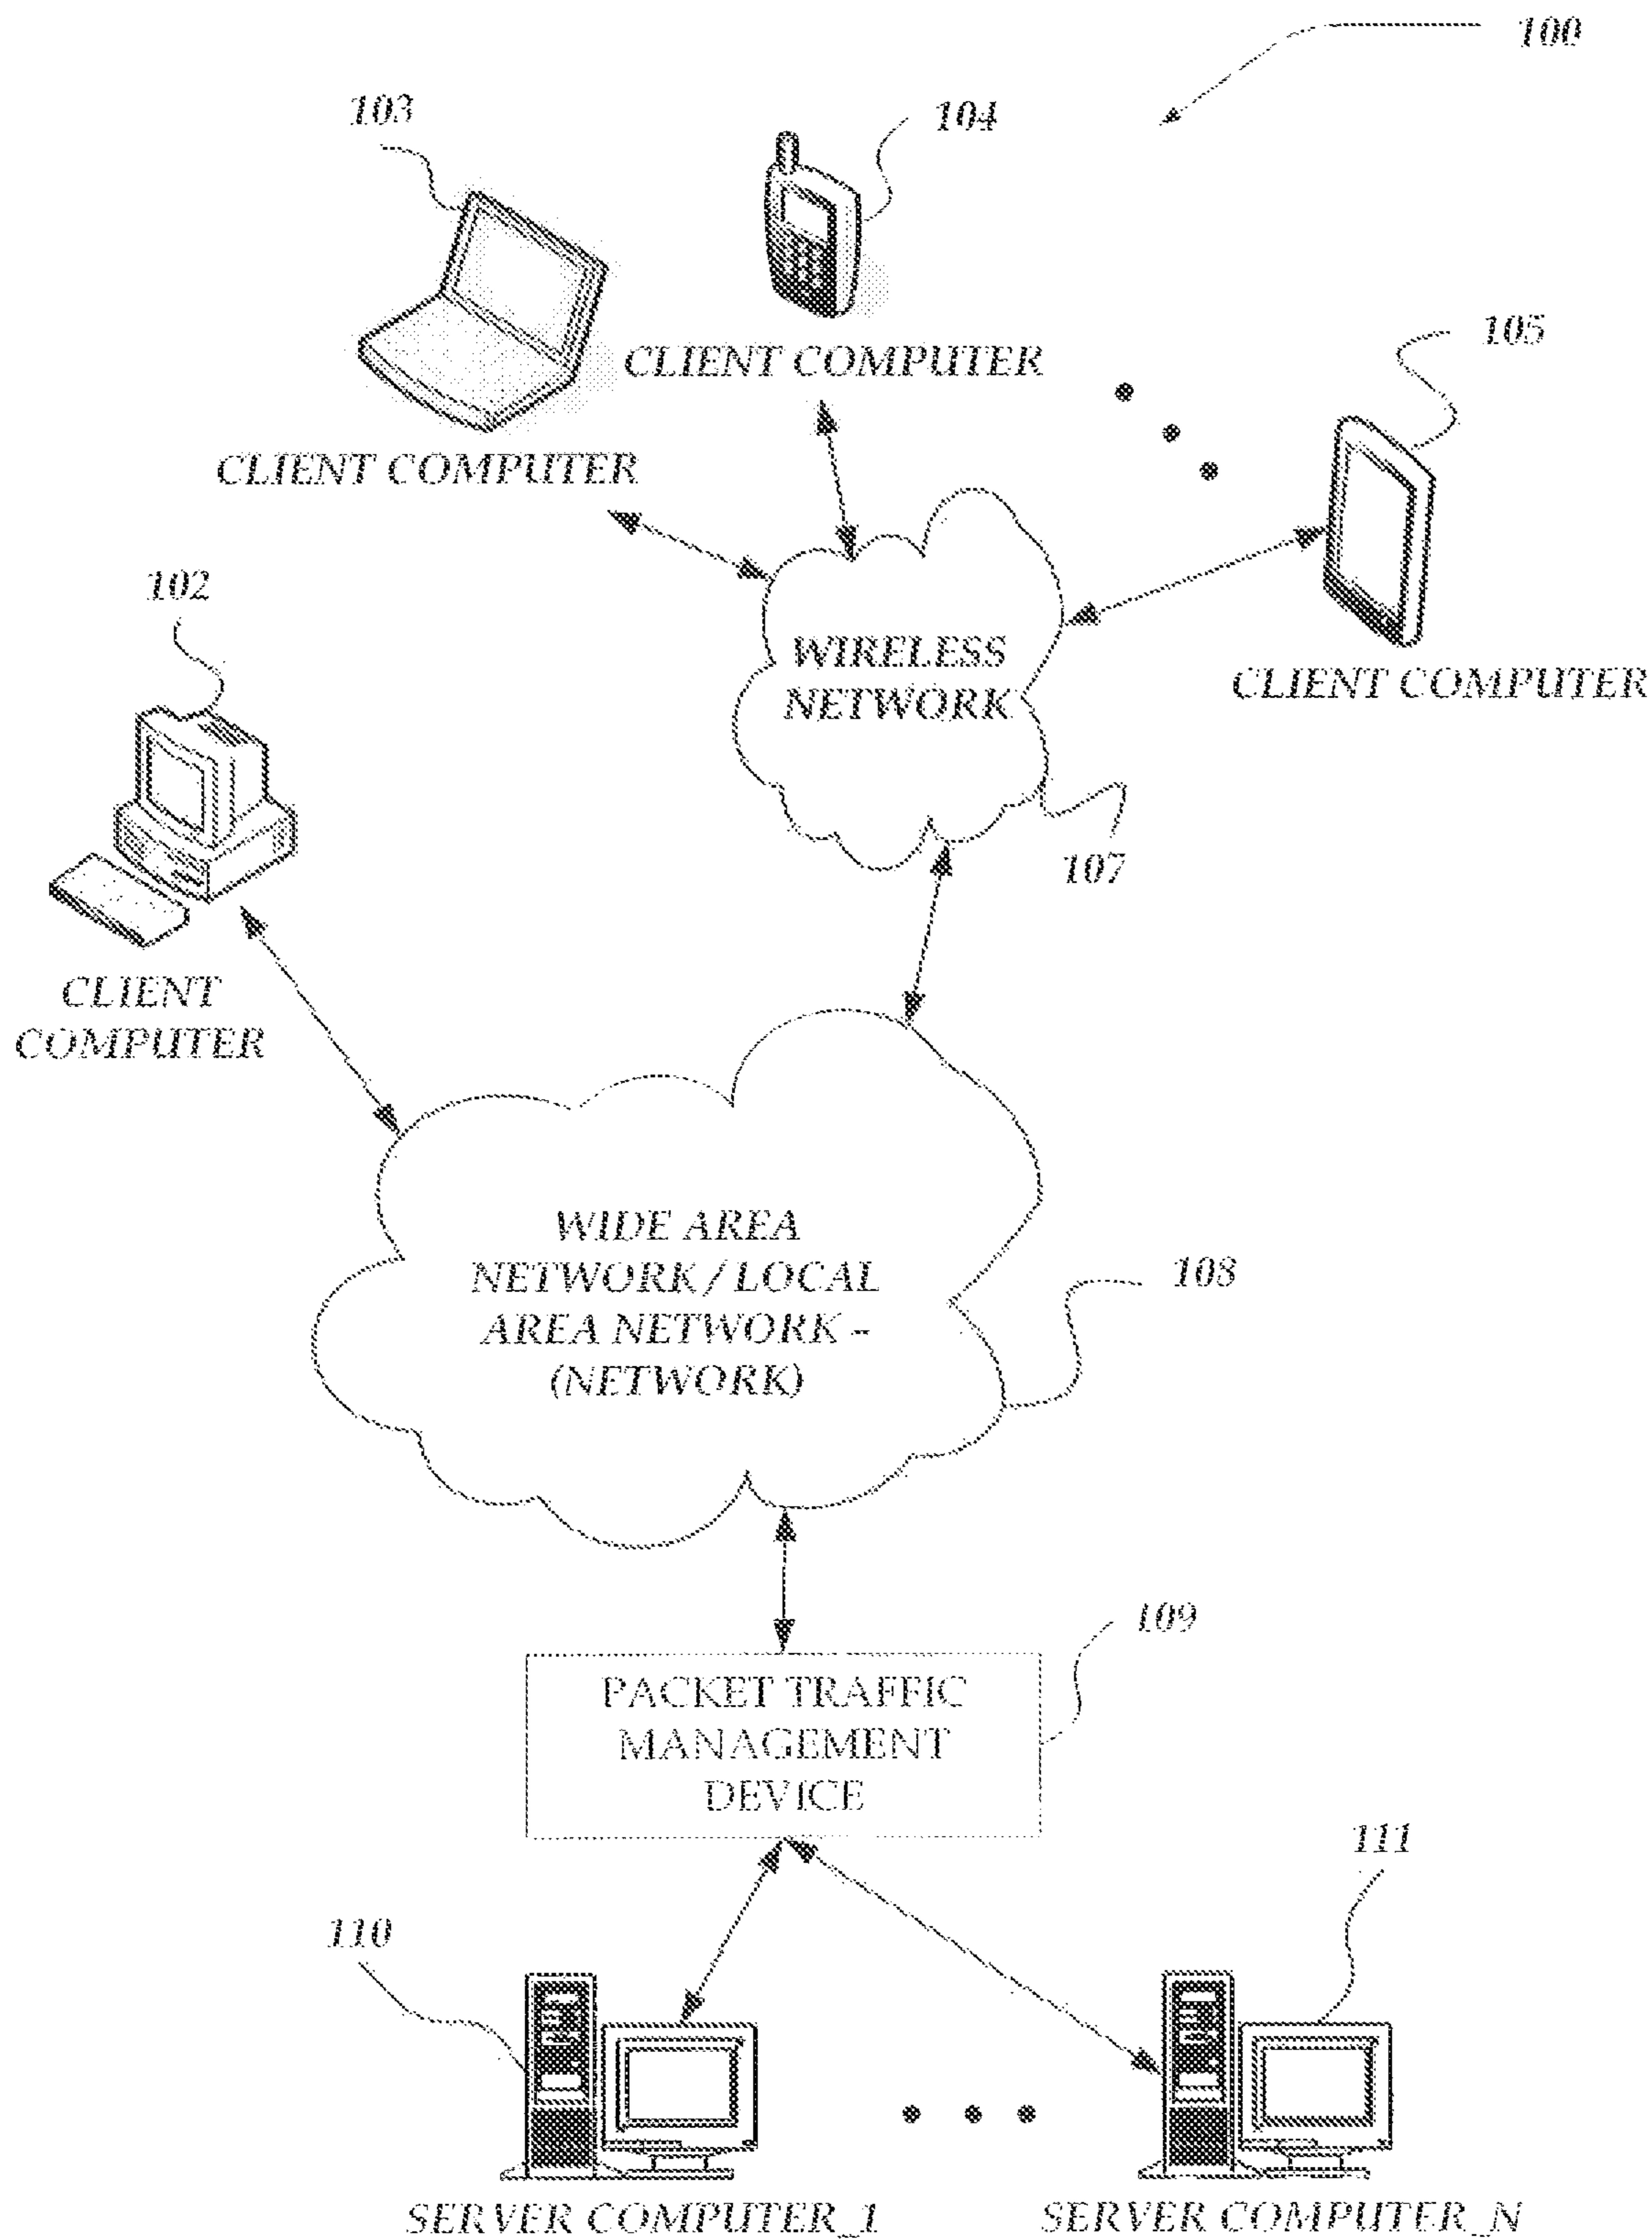 100
103
104
CLIENT COMPUTER
105
CLIENT COMPUTER
102
WIRELESS
NETWORK
CLIENT COMPUTER
107
CLIENT
COMPUTER
WIDE AREA
NETWORK / LOCAL
AREA NETWORK -
(NETWORK)
108
109
PACKET TRAFFIC
MANAGEMENT
DEVICE
111
110
SERVER COMPUTER_1
SERVER COMPUTER_N